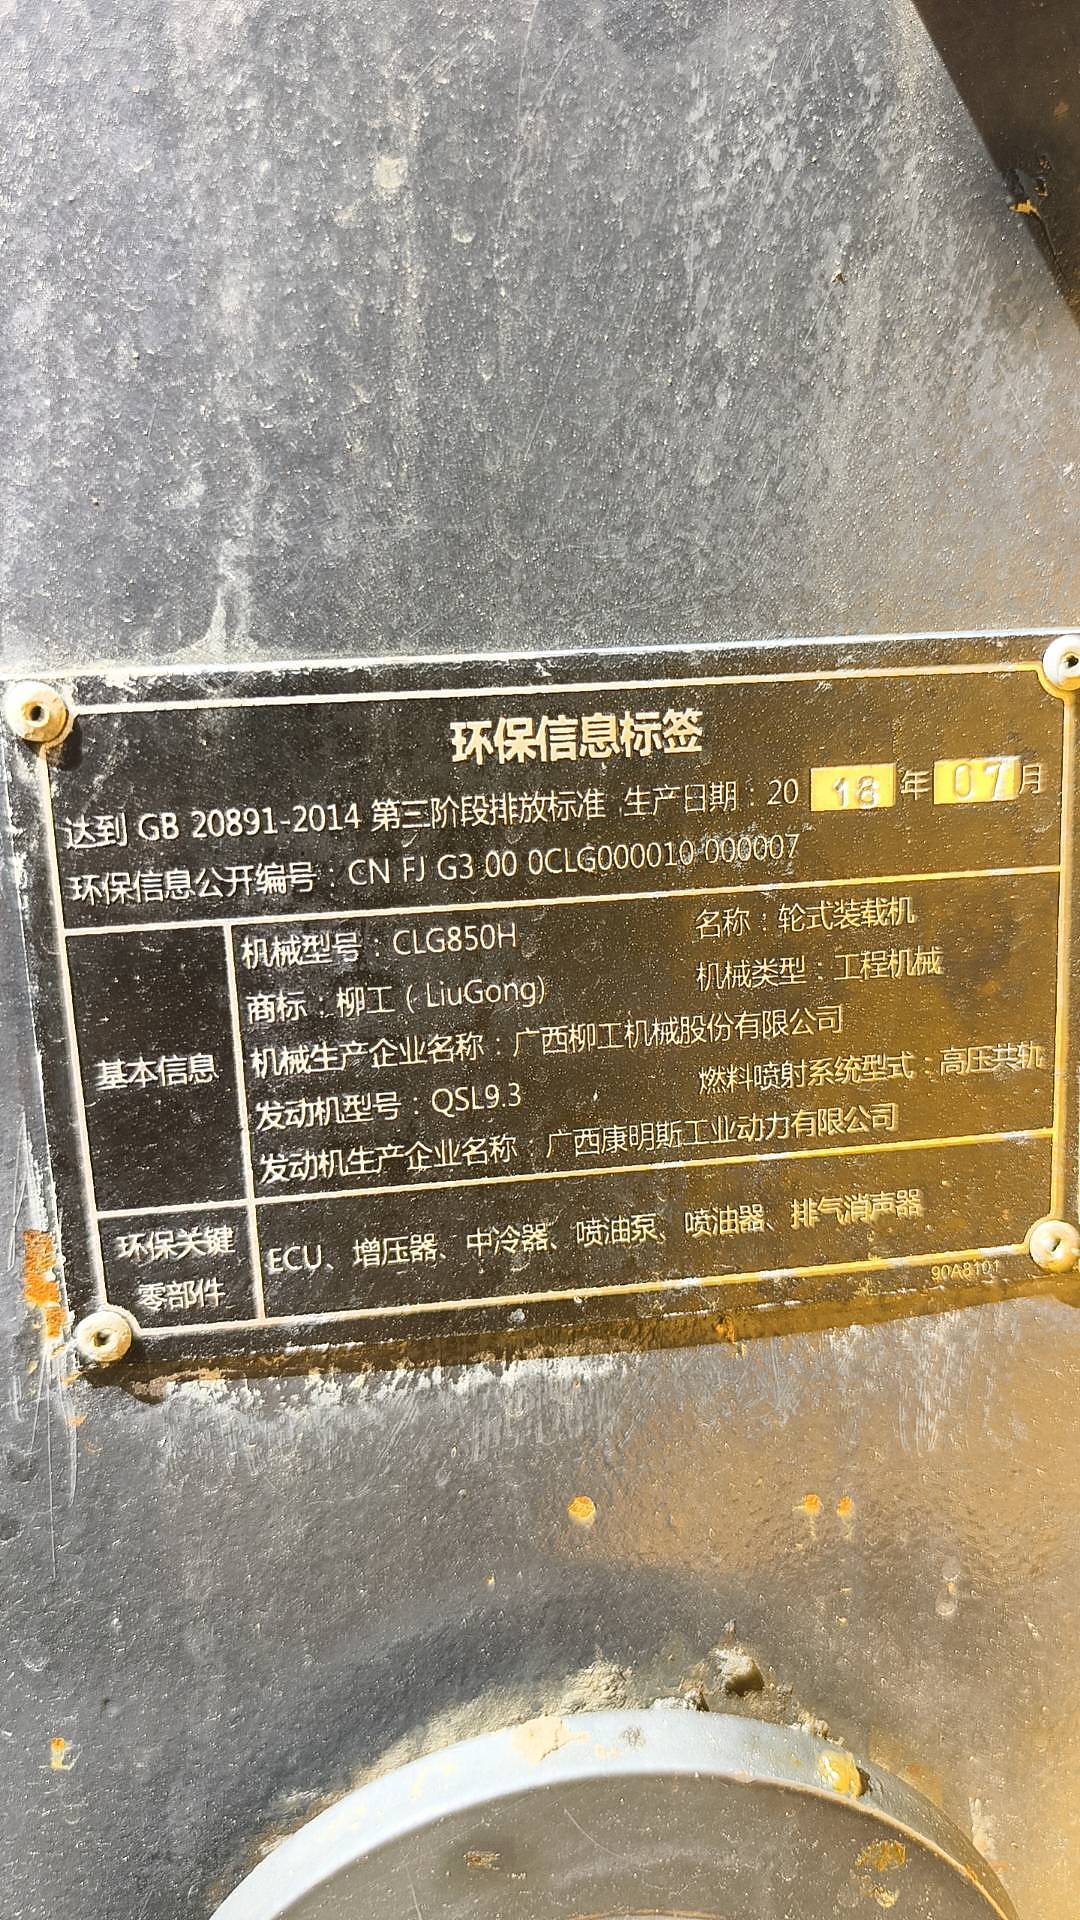 环保信息标签
达到 GB 20891-2014 第三阶段排放标准 生产日期：20 18 年 07 月
环保信息公开编号：CN FJ G3 00 0CLG000010 000007
基本信息
机械型号：CLG850H 名称：轮式装载机
商标：柳工 ( LiuGong) 机械类型：工程机械
机械生产企业名称：广西柳工机械股份有限公司
发动机型号：QSL9.3 燃料喷射系统型式：高压共轨
发动机生产企业名称：广西康明斯工业动力有限公司
环保关键
零部件
ECU、增压器、中冷器、喷油泵、喷油器、排气消声器
90A8101